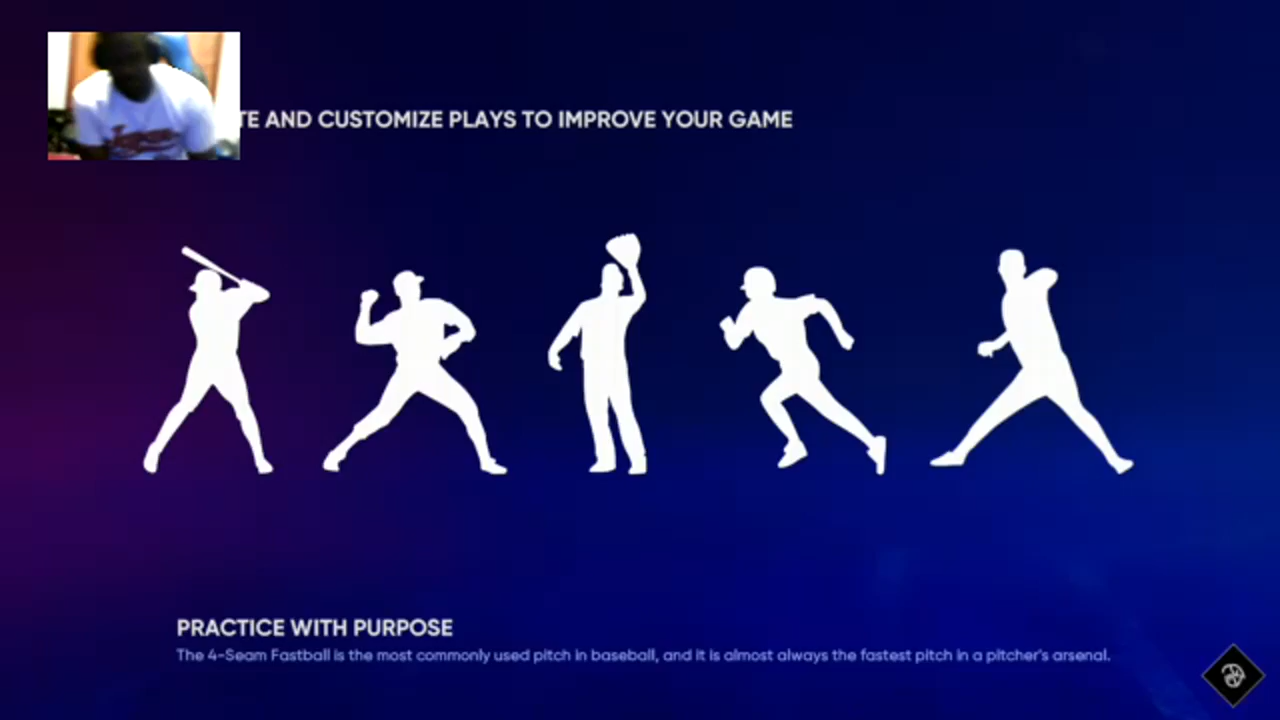 TE AND CUSTOMIZE PLAYS TO IMPROVE YOUR GAME
PRACTICE WITH PURPOSE
The 4-Seam Fastball is the most commonly used pitch in baseball, and it is almost always the fastest pitch in a pitcher's arsenal.